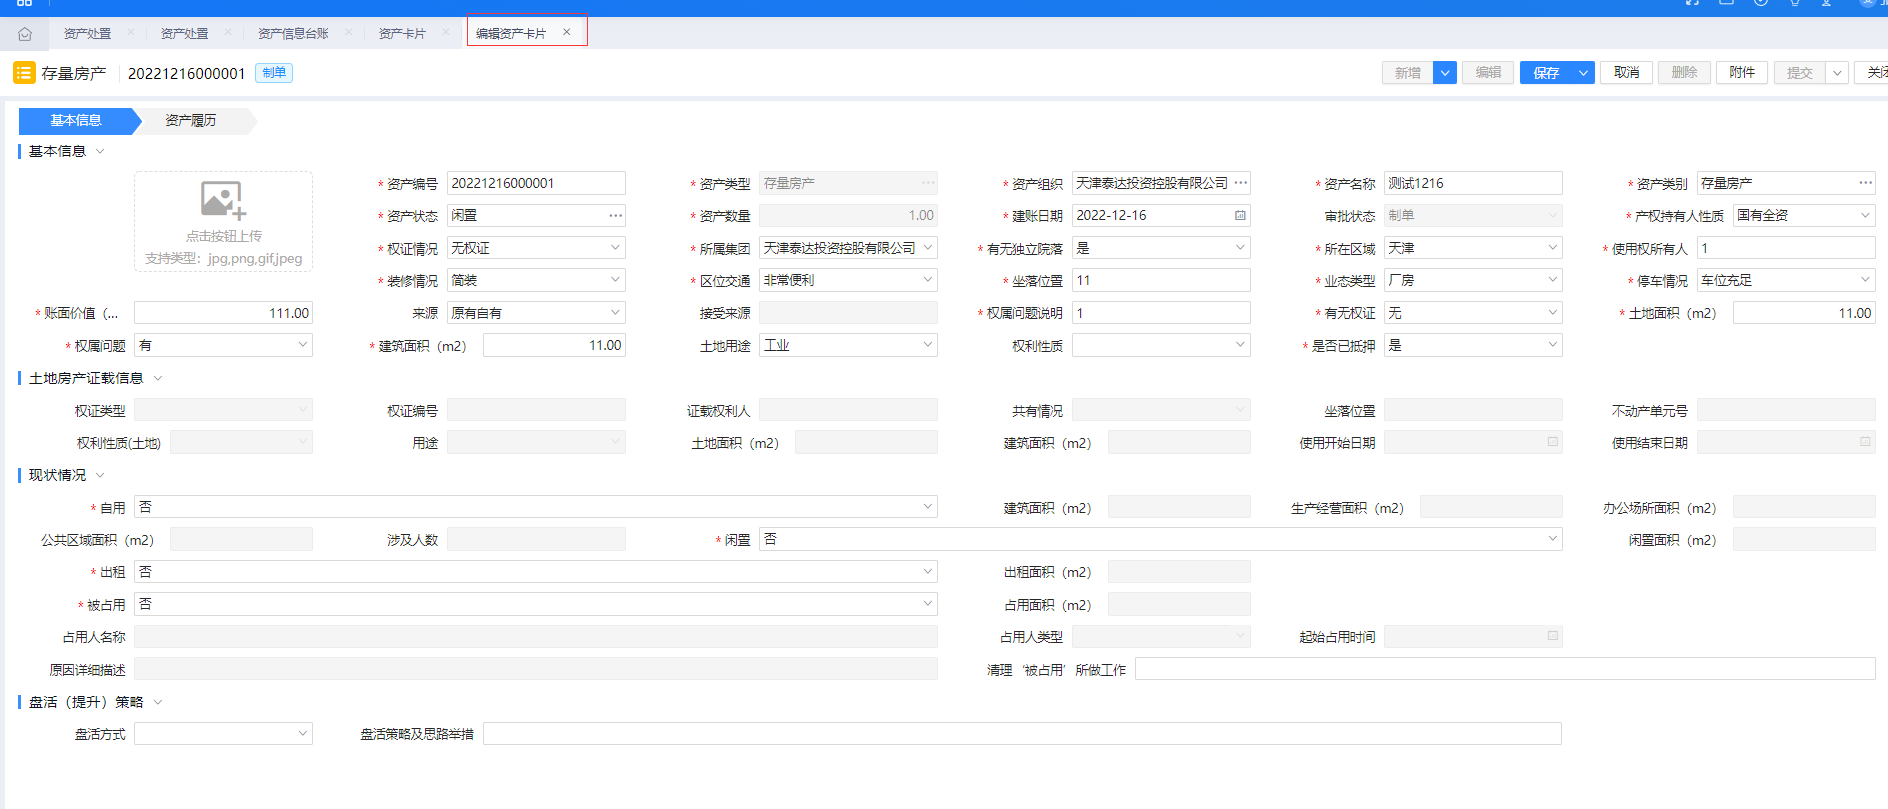 资产处置 资产处置 资产信息台账 资产卡片 编辑资产卡片
存量房产 20221216000001 制单 新增 编辑 保存 取消 删除 附件 提交 关闭
基本信息 资产履历
基本信息
点击按钮上传
支持类型：jpg,png,gif,jpeg
* 资产编号 20221216000001 * 资产类型 存量房产 * 资产组织 天津泰达投资控股有限公司 * 资产名称 测试1216 * 资产类别 存量房产
* 资产状态 闲置 * 资产数量 1.00 * 建账日期 2022-12-16 审批状态 制单 * 产权持有人性质 国有全资
* 权证情况 无权证 * 所属集团 天津泰达投资控股有限公司 * 有无独立院落 是 * 所在区域 天津 * 使用权所有人 1
* 装修情况 简装 * 区位交通 非常便利 * 坐落位置 11 * 业态类型 厂房 * 停车情况 车位充足
* 账面价值（... 111.00 来源 原有自有 接受来源 * 权属问题说明 1 * 有无权证 无 * 土地面积（m2） 11.00
* 权属问题 有 * 建筑面积（m2） 11.00 土地用途 工业 权利性质 * 是否已抵押 是
土地房产证载信息
权证类型 权证编号 证载权利人 共有情况 坐落位置 不动产单元号
权利性质(土地) 用途 土地面积（m2） 建筑面积（m2） 使用开始日期 使用结束日期
现状情况
* 自用 否 建筑面积（m2） 生产经营面积（m2） 办公场所面积（m2）
公共区域面积（m2） 涉及人数 * 闲置 否 闲置面积（m2）
* 出租 否 出租面积（m2）
* 被占用 否 占用面积（m2）
占用人名称 占用人类型 起始占用时间
原因详细描述 清理‘被占用’所做工作
盘活（提升）策略
盘活方式 盘活策略及思路举措